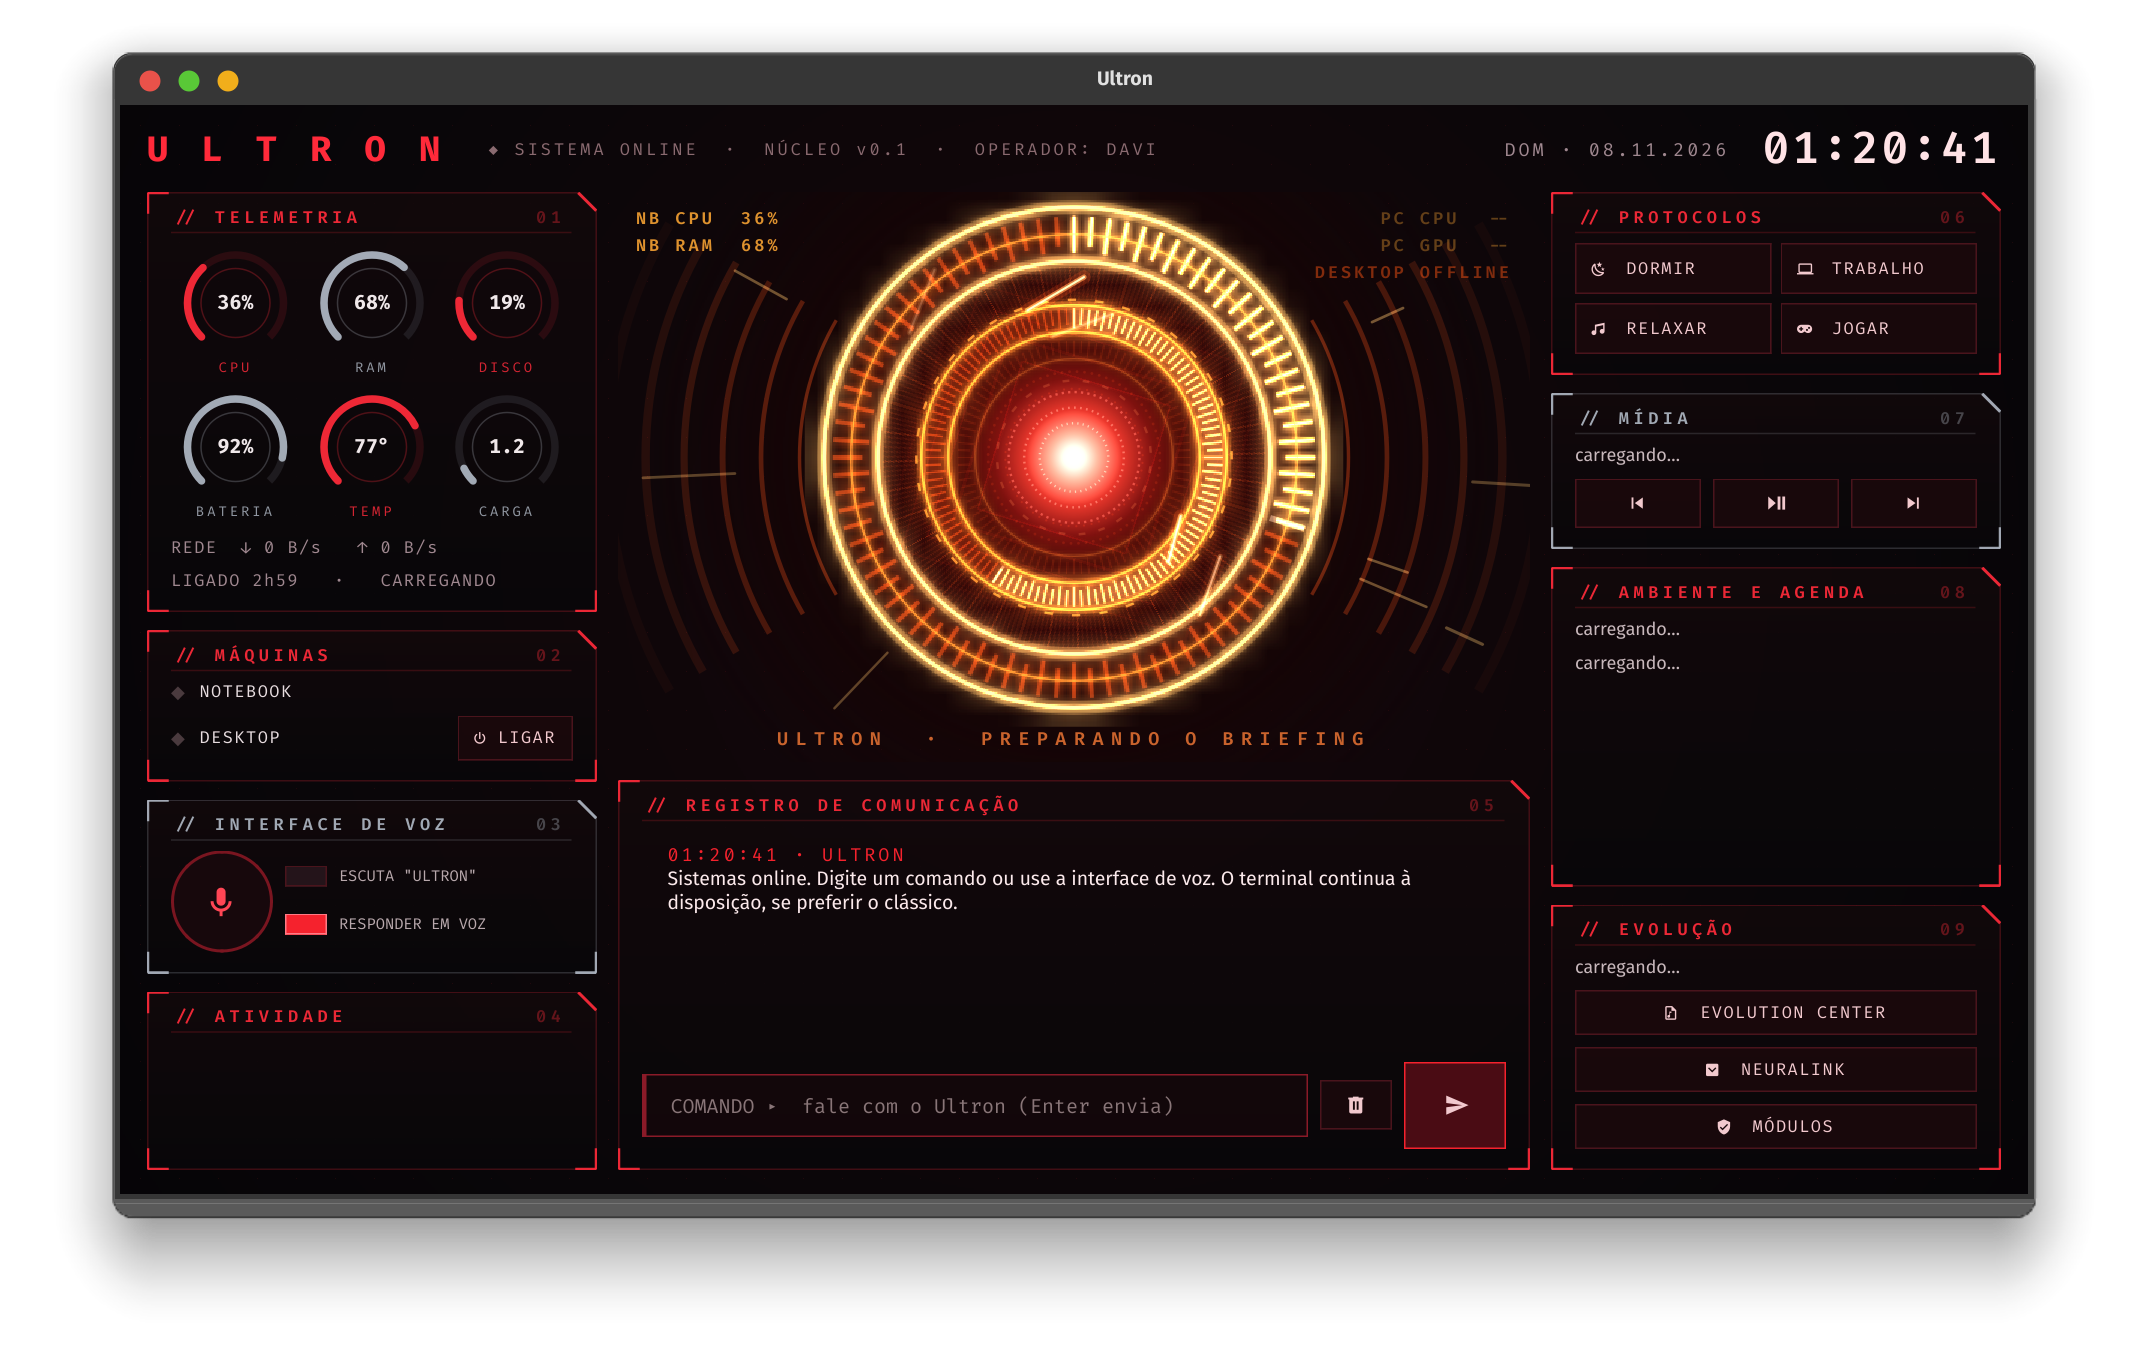 Ultron
ULTRON
◆ SISTEMA ONLINE · NÚCLEO v0.1 · OPERADOR: DAVI
DOM · 08.11.2026 01:20:41
// TELEMETRIA 01
36% 68% 19%
CPU RAM DISCO
92% 77° 1.2
BATERIA TEMP CARGA
REDE ↓ 0 B/s ↑ 0 B/s
LIGADO 2h59 · CARREGANDO
// MÁQUINAS 02
◆ NOTEBOOK
◆ DESKTOP LIGAR
// INTERFACE DE VOZ 03
ESCUTA "ULTRON"
RESPONDER EM VOZ
// ATIVIDADE 04
NB CPU 36%
NB RAM 68%
PC CPU --
PC GPU --
DESKTOP OFFLINE
ULTRON · PREPARANDO O BRIEFING
// REGISTRO DE COMUNICAÇÃO 05
01:20:41 · ULTRON
Sistemas online. Digite um comando ou use a interface de voz. O terminal continua à
disposição, se preferir o clássico.
COMANDO ▸ fale com o Ultron (Enter envia)
// PROTOCOLOS 06
DORMIR TRABALHO
RELAXAR JOGAR
// MÍDIA 07
carregando...
// AMBIENTE E AGENDA 08
carregando...
carregando...
// EVOLUÇÃO 09
carregando...
EVOLUTION CENTER
NEURALINK
MÓDULOS